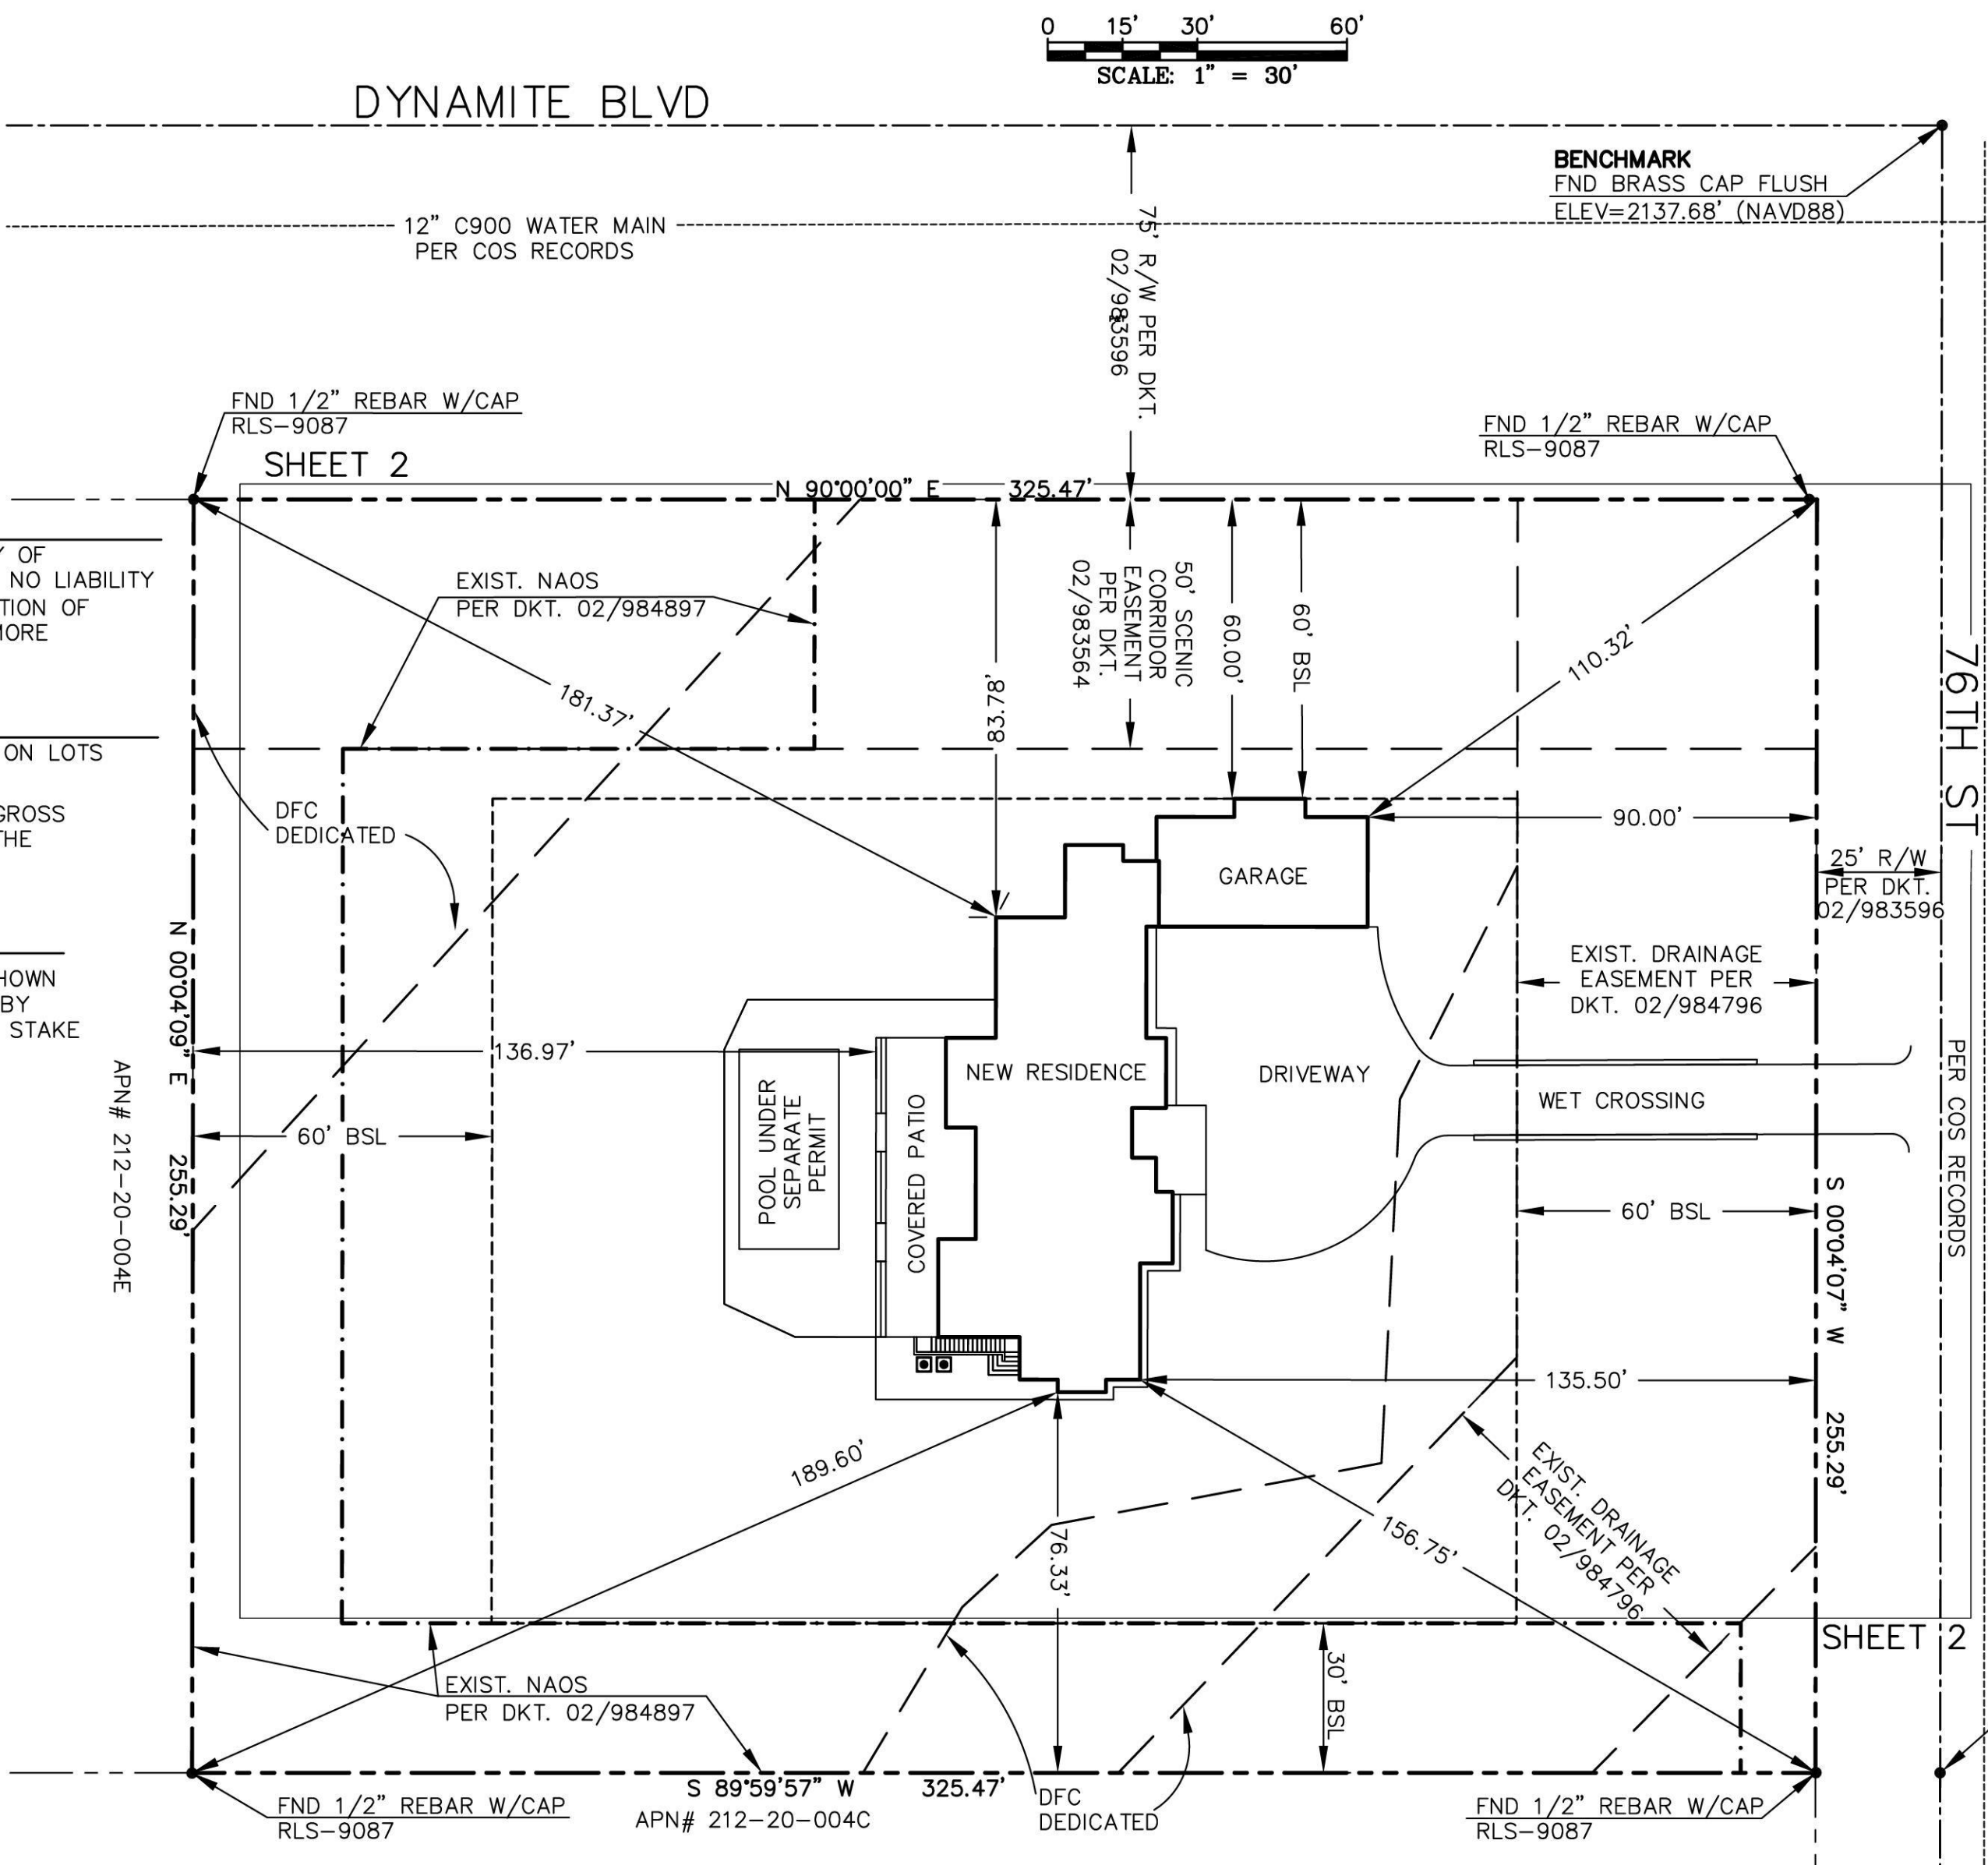 0 15' 30' 60'
SCALE: 1" = 30'
DYNAMITE BLVD
BENCHMARK
FND BRASS CAP FLUSH
ELEV=2137.68' (NAVD88)
12" C900 WATER MAIN
PER COS RECORDS
75' R/W PER DKT.
02/983596
FND 1/2" REBAR W/CAP
RLS-9087
FND 1/2" REBAR W/CAP
RLS-9087
SHEET 2
N 90°00'00" E 325.47'
OF
NO LIABILITY
TION OF
MORE
EXIST. NAOS
PER DKT. 02/984897
50' SCENIC
CORRIDOR
EASEMENT
PER DKT.
02/983564
60.00'
60' BSL
110.32'
181.37'
83.78'
76TH ST
ON LOTS
GROSS
THE
DFC
DEDICATED
90.00'
GARAGE
25' R/W
PER DKT.
02/983596
HOWN
BY
STAKE
N 00°04'09" E 255.29'
APN# 212-20-004E
EXIST. DRAINAGE
EASEMENT PER
DKT. 02/984796
136.97'
NEW RESIDENCE
DRIVEWAY
WET CROSSING
PER COS RECORDS
POOL UNDER
SEPARATE
PERMIT
COVERED PATIO
60' BSL
60' BSL
S 00°04'07" W 255.29'
135.50'
189.60'
76.33'
156.75'
EXIST. DRAINAGE
EASEMENT PER
DKT. 02/984796
SHEET 2
EXIST. NAOS
PER DKT. 02/984897
30' BSL
S 89°59'57" W 325.47'
APN# 212-20-004C
DFC
DEDICATED
FND 1/2" REBAR W/CAP
RLS-9087
FND 1/2" REBAR W/CAP
RLS-9087